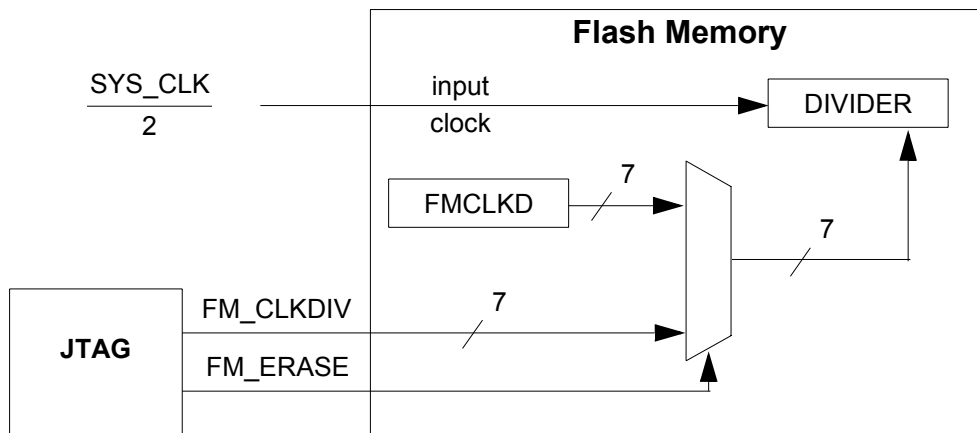 Flash Memory
SYS_CLK
2
input
clock
DIVIDER
7
FMCLKD
7
FM_CLKDIV
7
JTAG
FM_ERASE